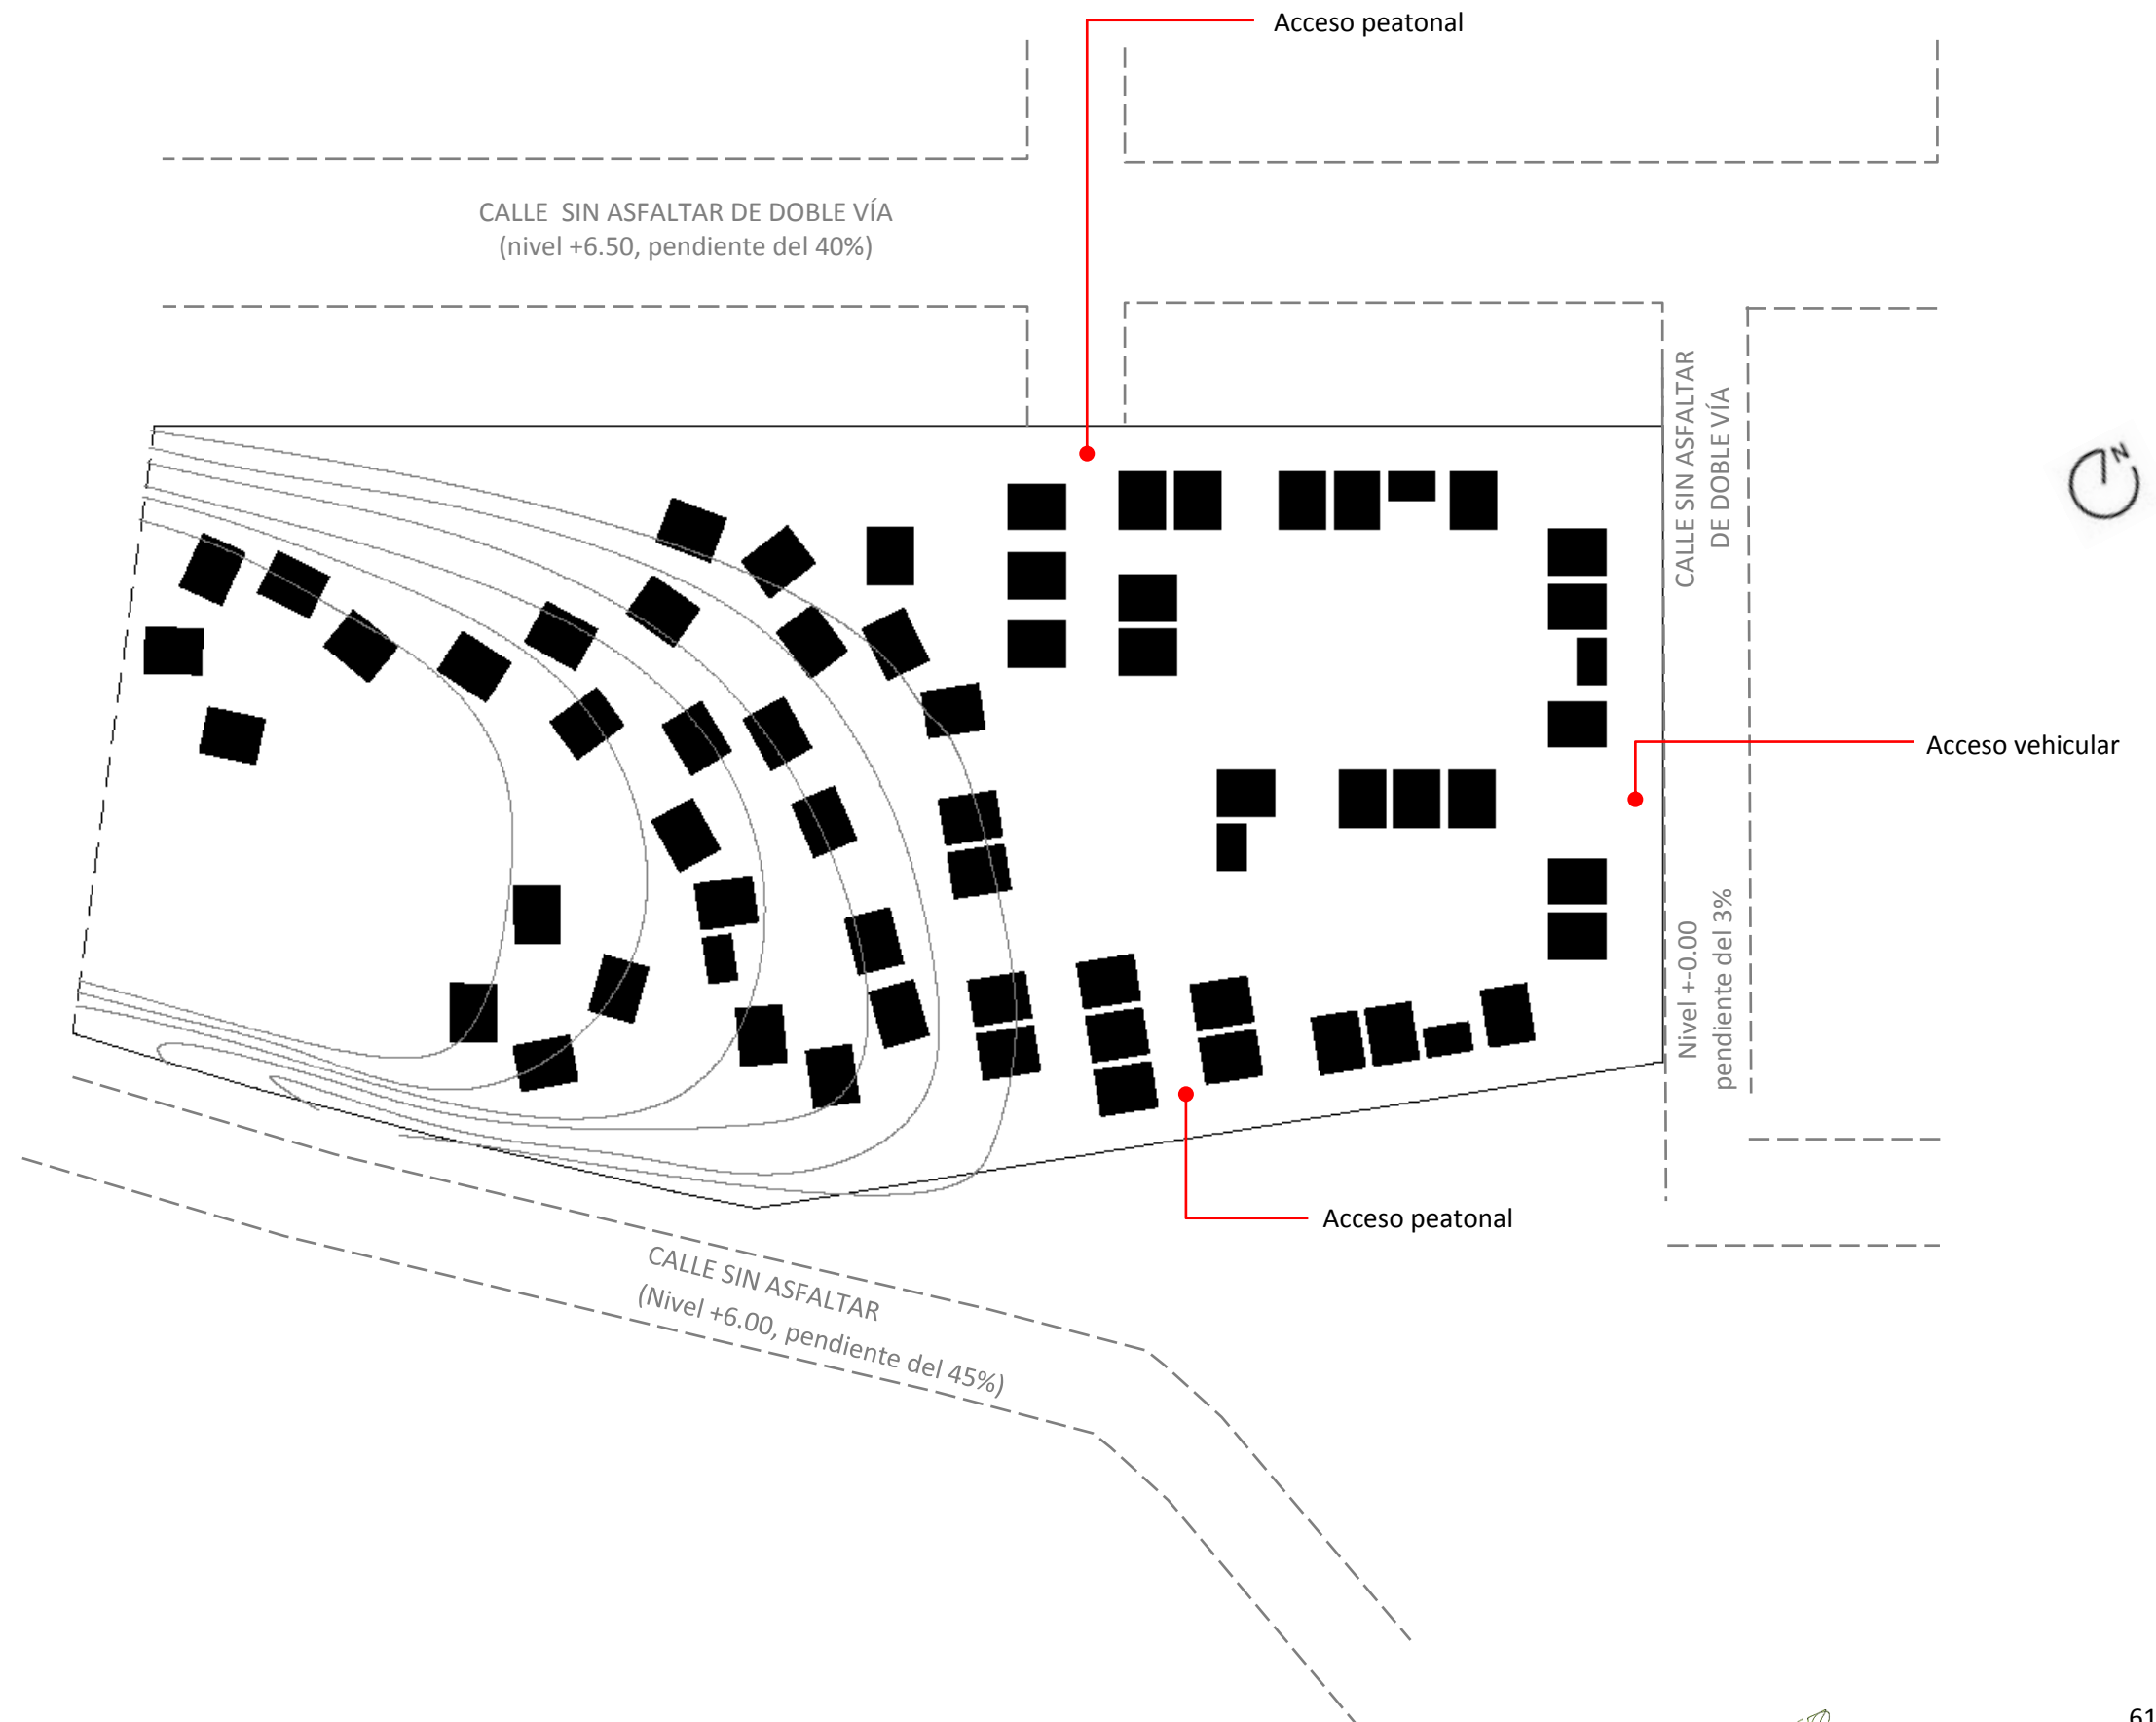 Acceso peatonal
CALLE SIN ASFALTAR DE DOBLE VÍA
(nivel +6.50, pendiente del 40%)
CALLE SIN ASFALTAR
DE DOBLE VÍA
N
Acceso vehicular
Nivel +-0.00
pendiente del 3%
Acceso peatonal
CALLE SIN ASFALTAR
(Nivel +6.00, pendiente del 45%)
61